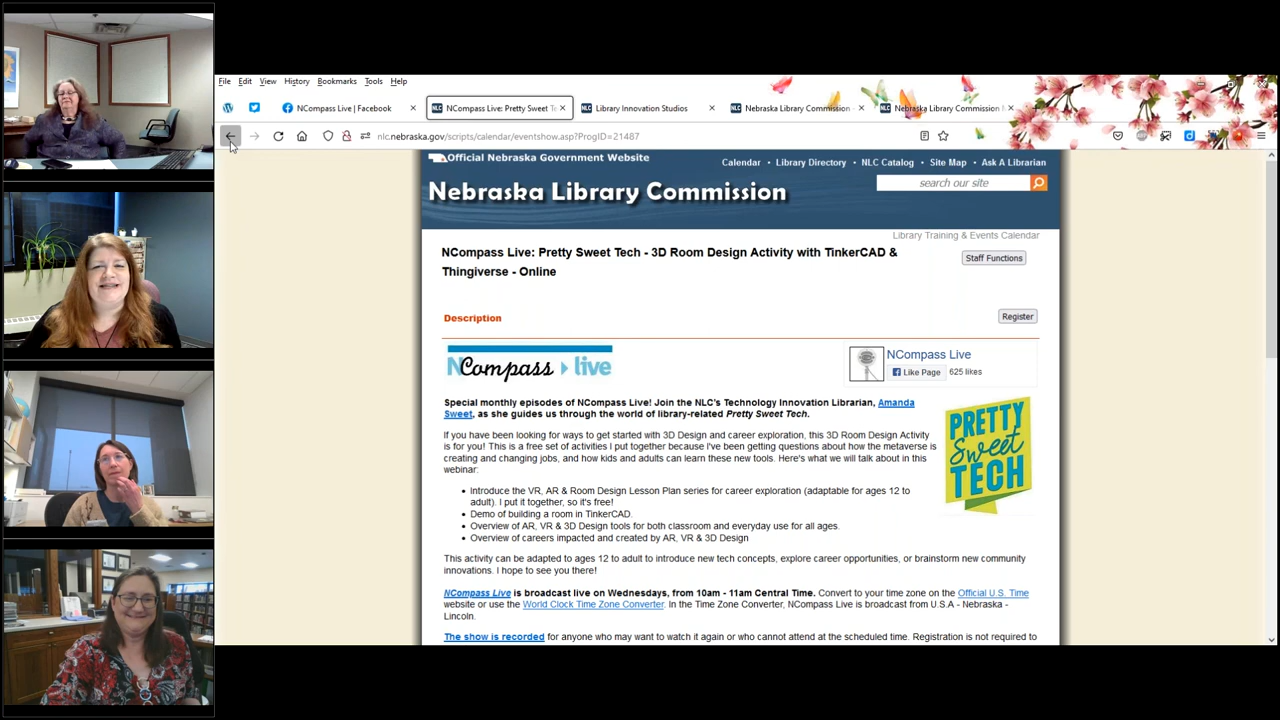 File Edit View History Bookmarks Tools Help
NCompass Live | Facebook
NCompass Live: Pretty Sweet Te
Library Innovation Studios
Nebraska Library Commission -
Nebraska Library Commission
nlc.nebraska.gov/scripts/calendar/eventshow.asp?ProgID=21487
Official Nebraska Government Website
Calendar • Library Directory • NLC Catalog • Site Map • Ask A Librarian
Nebraska Library Commission
search our site
Library Training & Events Calendar
NCompass Live: Pretty Sweet Tech - 3D Room Design Activity with TinkerCAD &
Thingiverse - Online
Staff Functions
Description
Register
NCompass live
NCompass Live
Like Page 625 likes
Special monthly episodes of NCompass Live! Join the NLC's Technology Innovation Librarian, Amanda
Sweet, as she guides us through the world of library-related Pretty Sweet Tech.
PRETTY
Sweet
TECH
If you have been looking for ways to get started with 3D Design and career exploration, this 3D Room Design Activity
is for you! This is a free set of activities I put together because I've been getting questions about how the metaverse is
creating and changing jobs, and how kids and adults can learn these new tools. Here's what we will talk about in this
webinar:
• Introduce the VR, AR & Room Design Lesson Plan series for career exploration (adaptable for ages 12 to
adult). I put it together, so it's free!
• Demo of building a room in TinkerCAD.
• Overview of AR, VR & 3D Design tools for both classroom and everyday use for all ages.
• Overview of careers impacted and created by AR, VR & 3D Design
This activity can be adapted to ages 12 to adult to introduce new tech concepts, explore career opportunities, or brainstorm new community
innovations. I hope to see you there!
NCompass Live is broadcast live on Wednesdays, from 10am - 11am Central Time. Convert to your time zone on the Official U.S. Time
website or use the World Clock Time Zone Converter. In the Time Zone Converter, NCompass Live is broadcast from U.S.A - Nebraska -
Lincoln.
The show is recorded for anyone who may want to watch it again or who cannot attend at the scheduled time. Registration is not required to